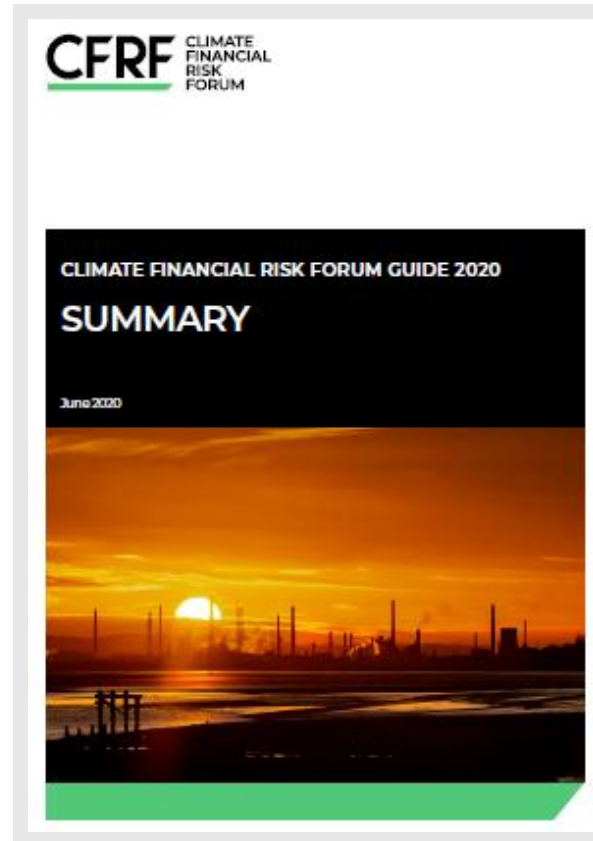 CFRF
CLIMATE
FINANCIAL
RISK
FORUM
CLIMATE FINANCIAL RISK FORUM GUIDE 2020
SUMMARY
June 2020